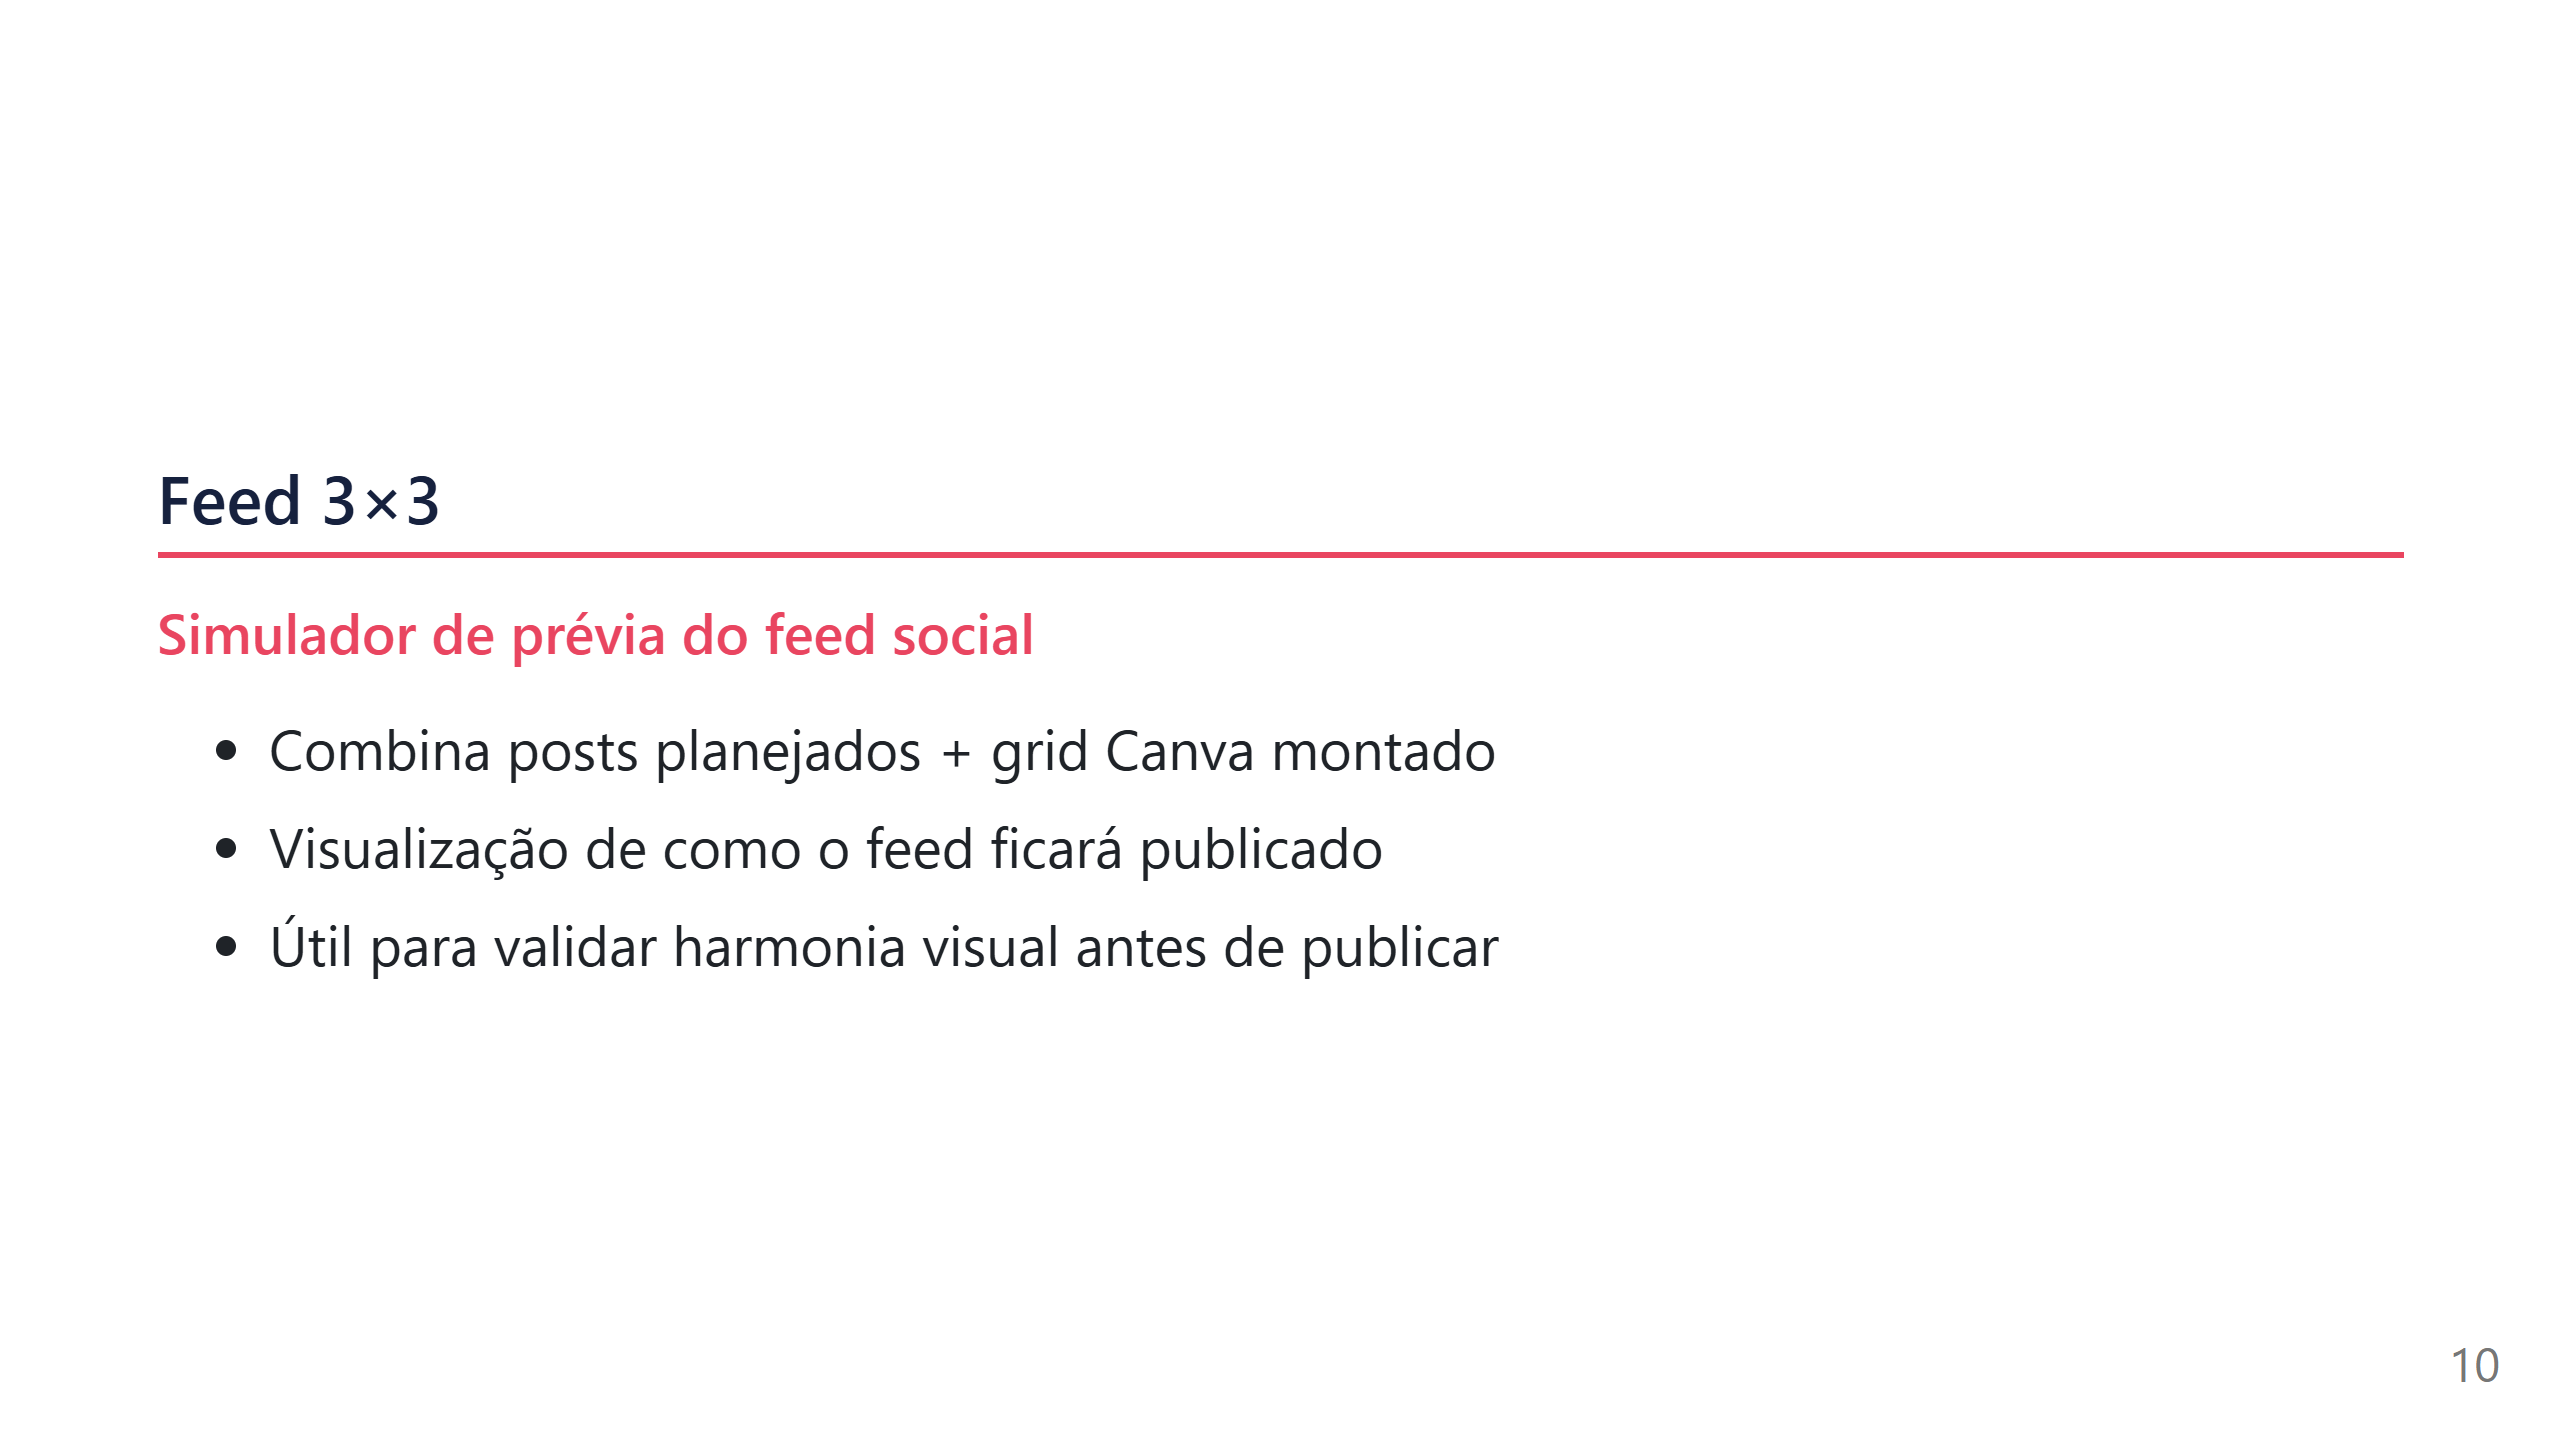 Feed 3×3
Simulador de prévia do feed social
• Combina posts planejados + grid Canva montado
• Visualização de como o feed ficará publicado
• Útil para validar harmonia visual antes de publicar
10